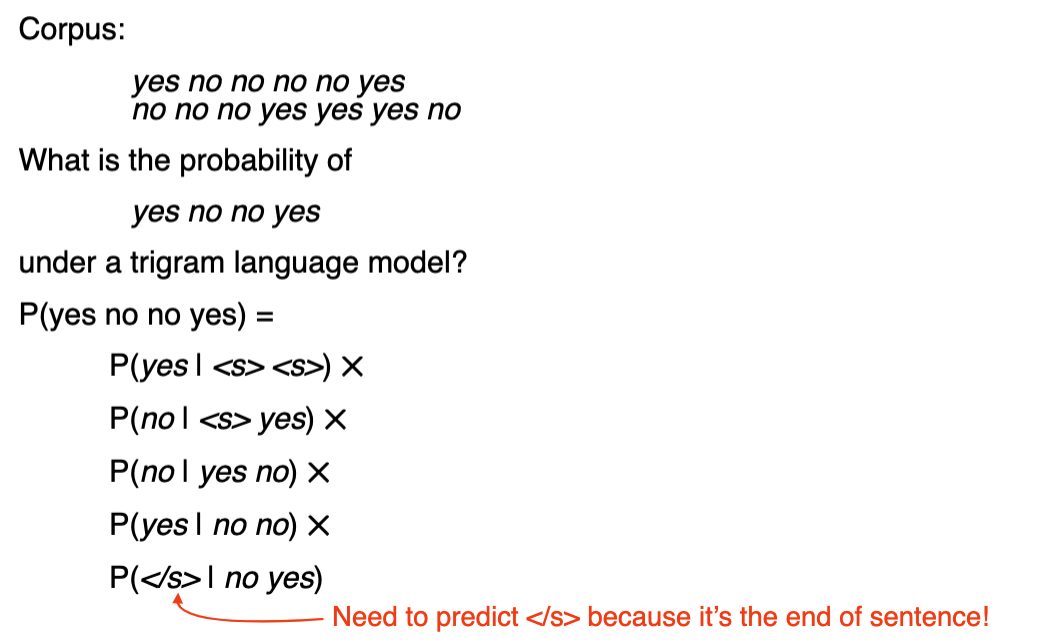 Corpus:
yes no no no no yes
no no no yes yes yes no
What is the probability of
yes no no yes
under a trigram language model?
P(yes no no yes) =
P(yes | <s> <s>) ×
P(no | <s> yes) ×
P(no | yes no) ×
P(yes | no no) ×
P(</s> | no yes)
Need to predict </s> because it's the end of sentence!